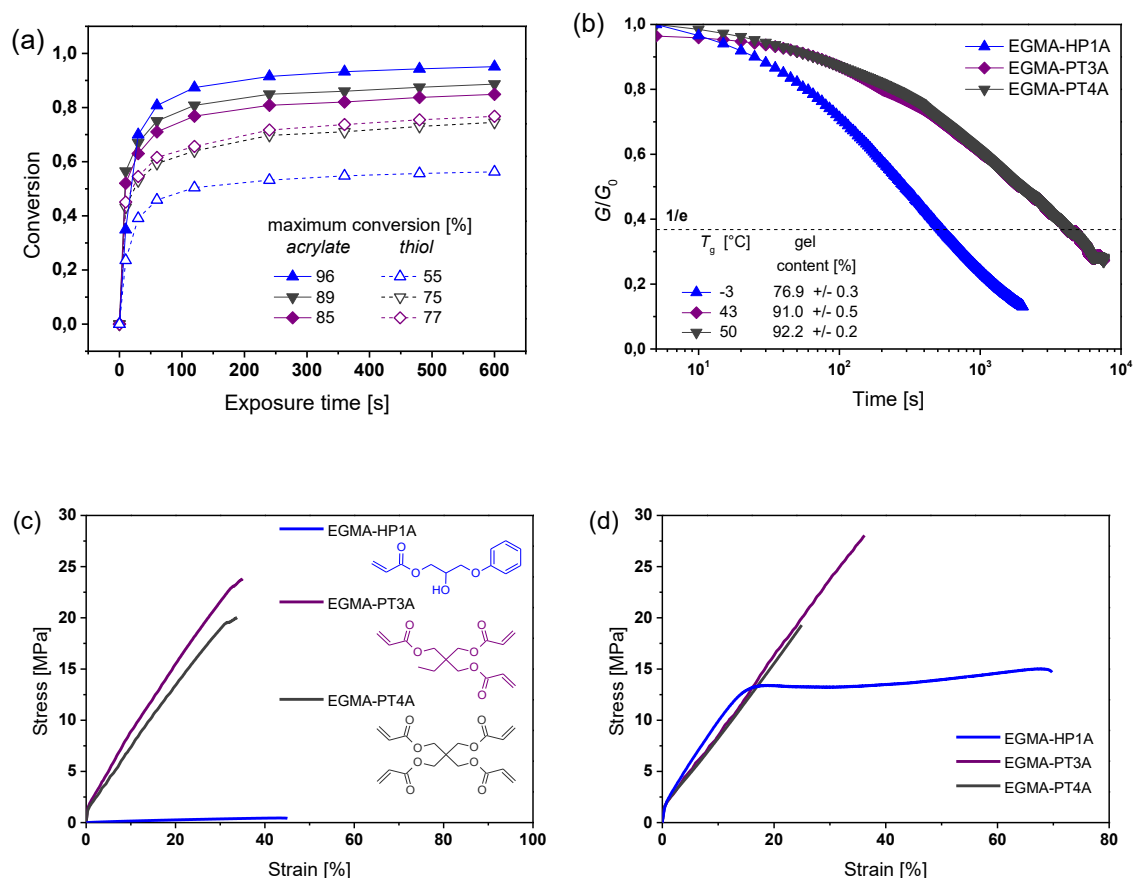 (a)
1,0
0,8
0,6
0,4
0,2
0,0
Conversion
maximum conversion [%]
acrylate thiol
96 55
89 75
85 77
0 100 200 300 400 500 600
Exposure time [s]
(b)
1,0
0,8
0,6
0,4
0,2
0,0
G/G0
EGMA-HP1A
EGMA-PT3A
EGMA-PT4A
1/e
Tg [°C] gel
content [%]
-3 76.9 +/- 0.3
43 91.0 +/- 0.5
50 92.2 +/- 0.2
10^1 10^2 10^3 10^4
Time [s]
(c)
30
25
20
15
10
5
0
Stress [MPa]
EGMA-HP1A
O
O
O
HO
EGMA-PT3A
O O
O O
O
O
EGMA-PT4A
O O
O O
O O
O O
0 20 40 60 80 100
Strain [%]
(d)
30
25
20
15
10
5
0
Stress [MPa]
EGMA-HP1A
EGMA-PT3A
EGMA-PT4A
0 20 40 60 80
Strain [%]